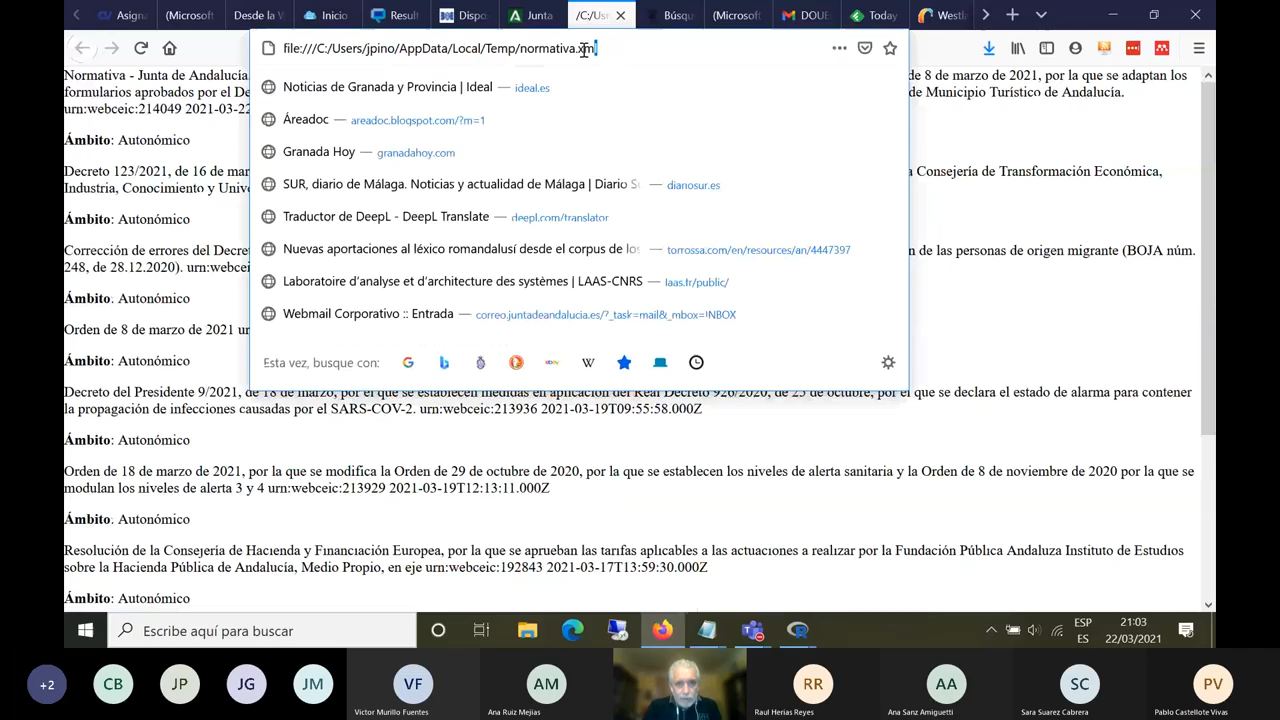 Asigna
(Microsof
Desde la W
Inicio
Result
Dispo:
Junta
/C:/Use
Búsqu
(Microsof
DOUE
Today
Westla
file:///C:/Users/jpino/AppData/Local/Temp/normativa.xml
Normativa - Junta de Andalucía
de 8 de marzo de 2021, por la que se adaptan los
formularios aprobados por el De
de Municipio Turístico de Andalucía.
urn:webceic:214049 2021-03-22
Noticias de Granada y Provincia | Ideal — ideal.es
Áreadoc — areadoc.blogspot.com/?m=1
Granada Hoy — granadahoy.com
SUR, diario de Málaga. Noticias y actualidad de Málaga | Diario Su — diariosur.es
Traductor de DeepL - DeepL Translate — deepl.com/translator
Nuevas aportaciones al léxico romandalusí desde el corpus de los — torrossa.com/en/resources/an/4447397
Laboratoire d'analyse et d'architecture des systèmes | LAAS-CNRS — laas.fr/public/
Webmail Corporativo :: Entrada — correo.juntadeandalucia.es/?_task=mail&_mbox=INBOX
Esta vez, busque con:
Ámbito: Autonómico
Decreto 123/2021, de 16 de mar
a Consejería de Transformación Económica,
Industria, Conocimiento y Unive
Ámbito: Autonómico
Corrección de errores del Decret
n de las personas de origen migrante (BOJA núm.
248, de 28.12.2020). urn:webcei
Ámbito: Autonómico
Orden de 8 de marzo 2021 ur
Ámbito: Autonómico
Decreto del Presidente 9/2021, de 18 de marzo, por el que se establecen medidas en aplicación del Real Decreto 926/2020, de 25 de octubre, por el que se declara el estado de alarma para contener
la propagación de infecciones causadas por el SARS-COV-2. urn:webceic:213936 2021-03-19T09:55:58.000Z
Ámbito: Autonómico
Orden de 18 de marzo de 2021, por la que se modifica la Orden de 29 de octubre de 2020, por la que se establecen los niveles de alerta sanitaria y la Orden de 8 de noviembre de 2020 por la que se
modulan los niveles de alerta 3 y 4 urn:webceic:213929 2021-03-19T12:13:11.000Z
Ámbito: Autonómico
Resolución de la Consejería de Hacienda y Financiación Europea, por la que se aprueban las tarifas aplicables a las actuaciones a realizar por la Fundación Pública Andaluza Instituto de Estudios
sobre la Hacienda Pública de Andalucía, Medio Propio, en eje urn:webceic:192843 2021-03-17T13:59:30.000Z
Ámbito: Autonómico
Escribe aquí para buscar
ESP
ES
21:03
22/03/2021
+2
CB
JP
JG
JM
VF
AM
RR
AA
SC
PV
Victor Murillo Fuentes
Ana Ruiz Mejias
Raul Herias Reyes
Ana Sanz Amiguetti
Sara Suarez Cabrera
Pablo Castellote Vivas